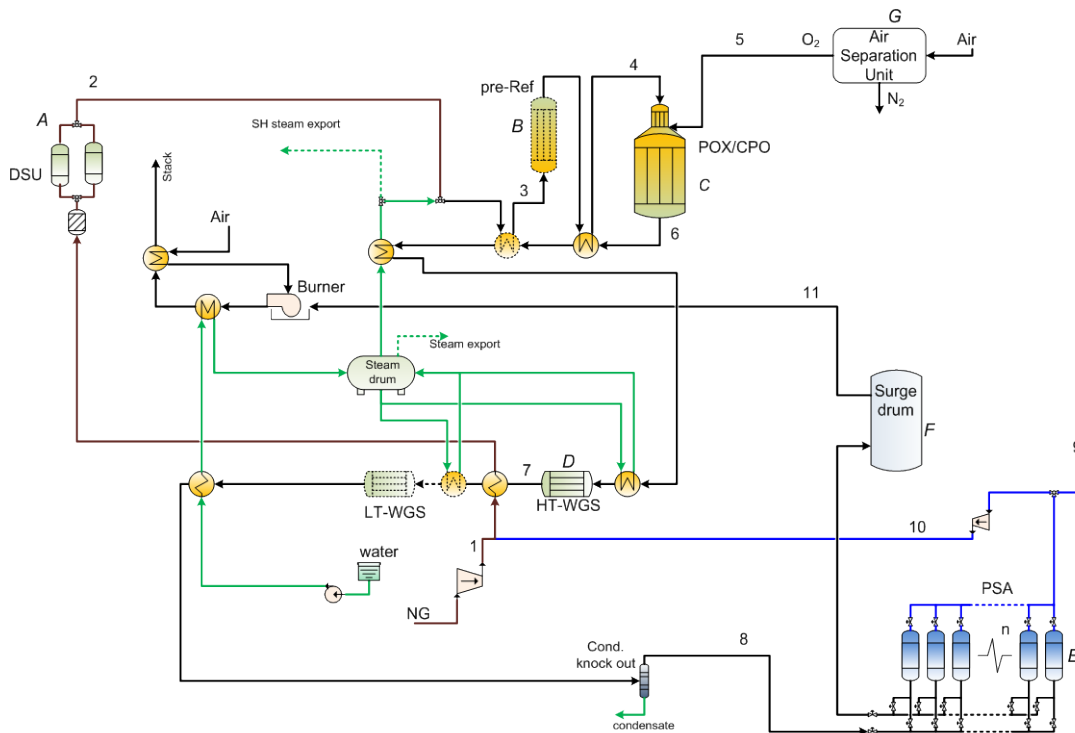 G
5
O₂
Air
Separation
Unit
Air
N₂
4
2
pre-Ref
A
SH steam export
B
POX/CPO
DSU
Stack
C
3
Air
6
Burner
11
Steam export
Steam
drum
Surge
drum
F
9
D
7
LT-WGS
HT-WGS
10
1
water
PSA
NG
n
8
Cond.
knock out
E
condensate